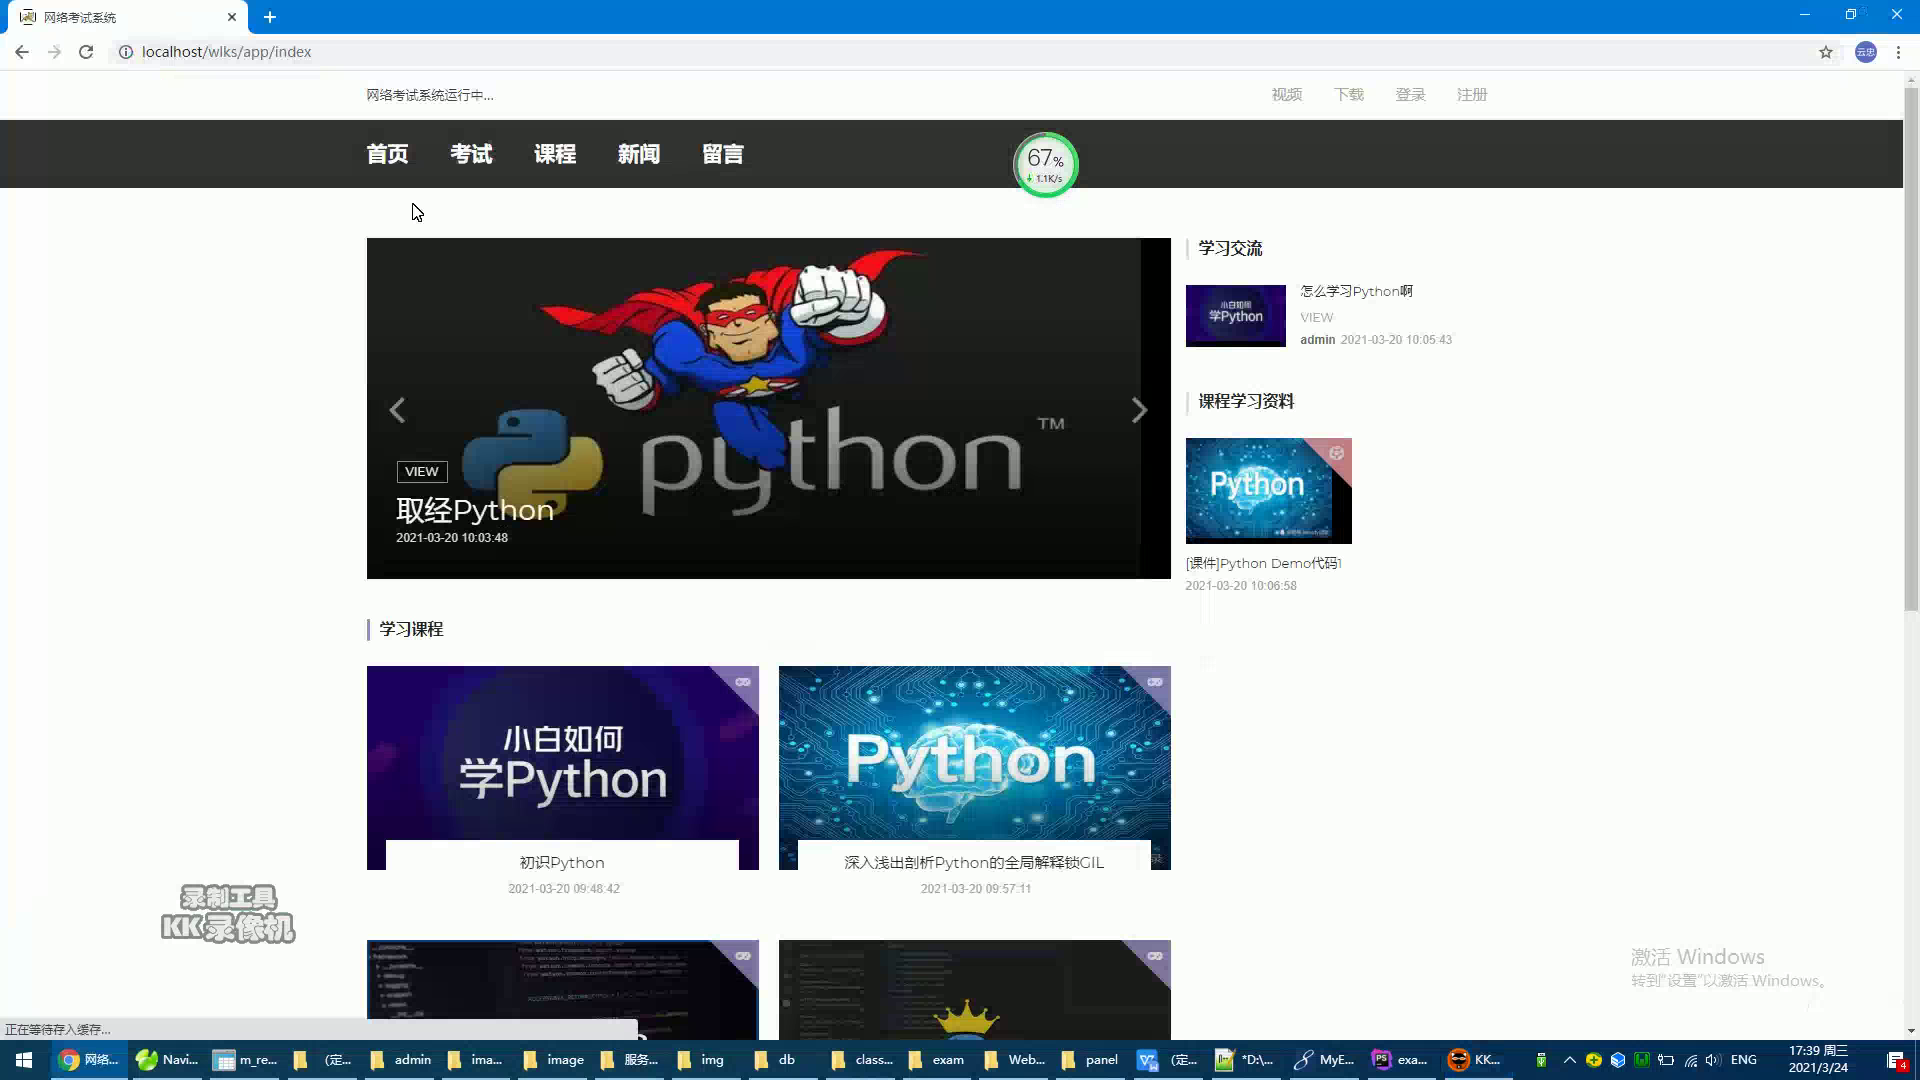 网络考试系统
localhost/wlks/app/index
云忠
网络考试系统运行中...
视频 下载 登录 注册
首页 考试 课程 新闻 留言
67%
1.1K/s
python TM
VIEW
取经Python
2021-03-20 10:03:48
学习交流
小白如何
学Python
怎么学习Python啊
VIEW
admin 2021-03-20 10:05:43
课程学习资料
Python
[课件]Python Demo代码1
2021-03-20 10:06:58
学习课程
小白如何
学Python
初识Python
2021-03-20 09:48:42
Python
深入浅出剖析Python的全局解释锁GIL
2021-03-20 09:57:11
录制工具
KK录像机
激活 Windows
转到"设置"以激活 Windows。
正在等待存入缓存...
网络... Navi... m_re... (定... admin ima... image 服务... img db class... exam Web... panel (定... *D:\... MyE... exa... KK... ENG
17:39 周三
2021/3/24
4